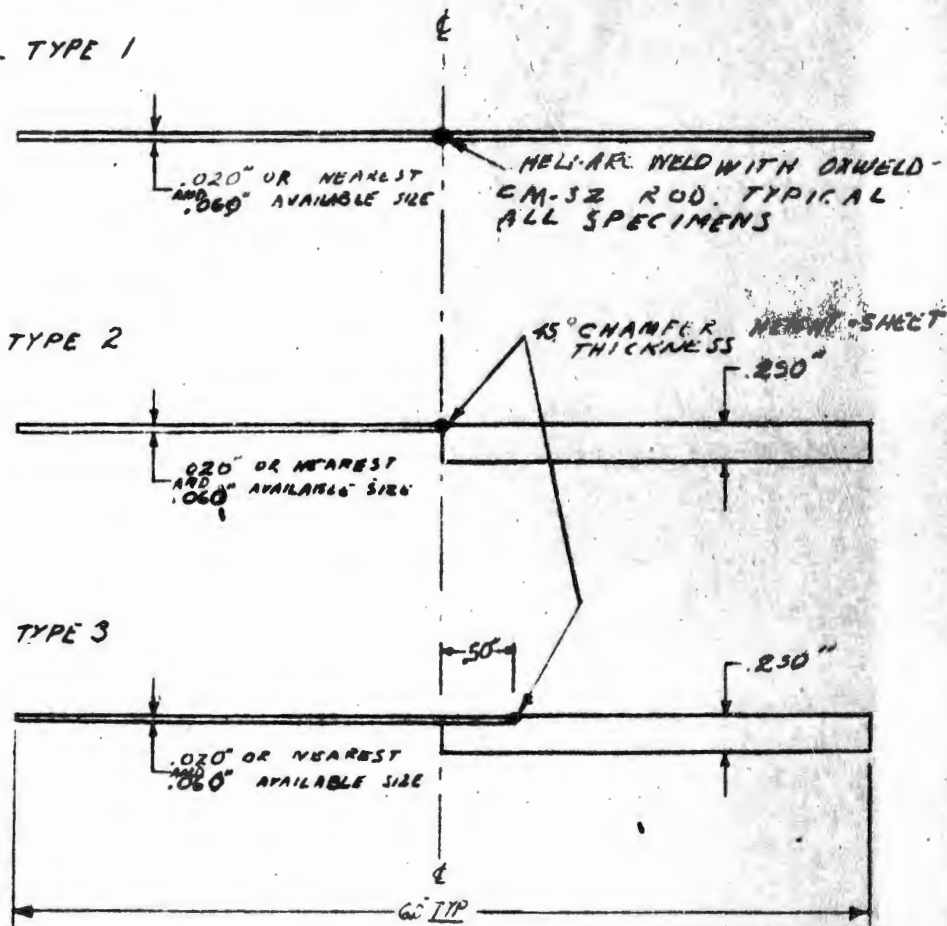 ℄
TYPE 1
.020" OR NEAREST
AND
.060" AVAILABLE SIZE
HELI-ARC WELD WITH OXWELD-
CM-32 ROD. TYPICAL
ALL SPECIMENS
TYPE 2
45° CHAMFER SHEET
THICKNESS
.250"
.020" OR NEAREST
AND
.060" AVAILABLE SIZE
TYPE 3
.50"
.250"
.020" OR NEAREST
AND
.060" AVAILABLE SIZE
℄
TYP